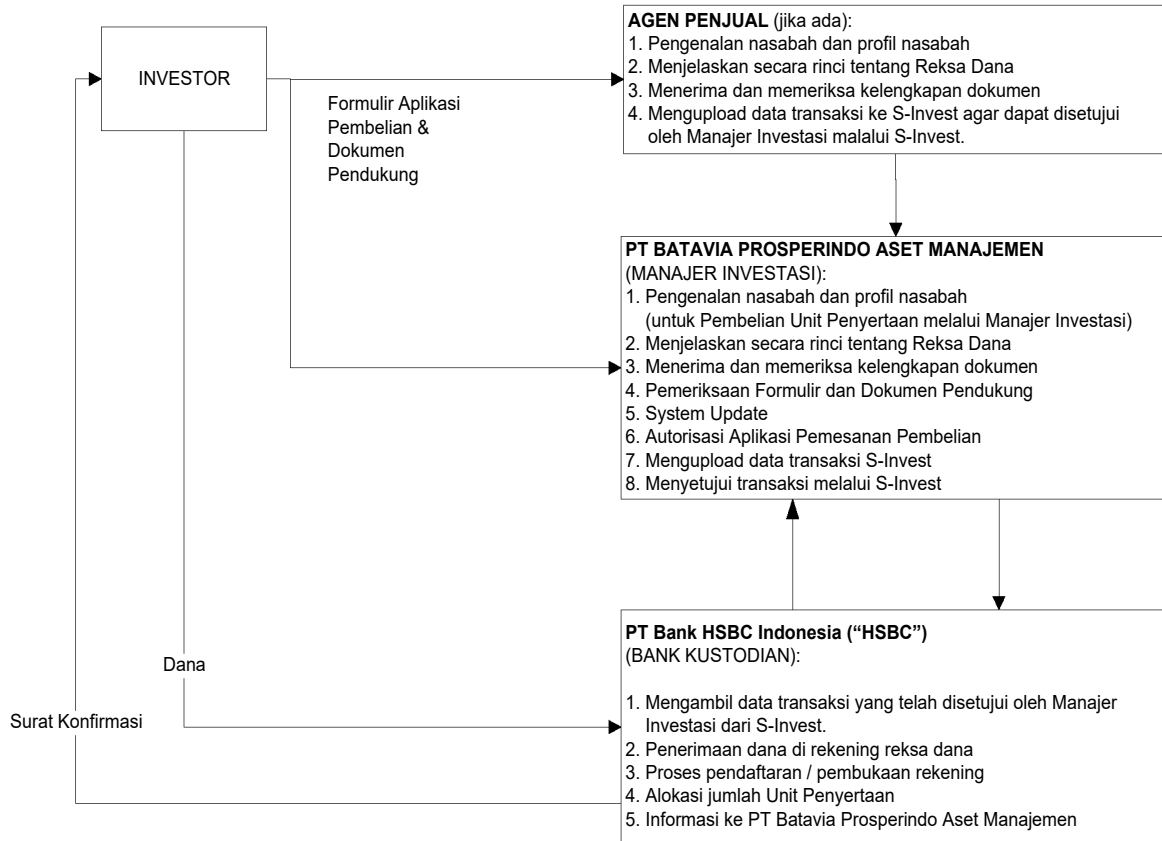 INVESTOR
Formulir Aplikasi
Pembelian &
Dokumen
Pendukung
AGEN PENJUAL (jika ada):
1. Pengenalan nasabah dan profil nasabah
2. Menjelaskan secara rinci tentang Reksa Dana
3. Menerima dan memeriksa kelengkapan dokumen
4. Mengupload data transaksi ke S-Invest agar dapat disetujui
oleh Manajer Investasi malalui S-Invest.
PT BATAVIA PROSPERINDO ASET MANAJEMEN
(MANAJER INVESTASI):
1. Pengenalan nasabah dan profil nasabah
(untuk Pembelian Unit Penyertaan melalui Manajer Investasi)
2. Menjelaskan secara rinci tentang Reksa Dana
3. Menerima dan memeriksa kelengkapan dokumen
4. Pemeriksaan Formulir dan Dokumen Pendukung
5. System Update
6. Autorisasi Aplikasi Pemesanan Pembelian
7. Mengupload data transaksi S-Invest
8. Menyetujui transaksi melalui S-Invest
Dana
Surat Konfirmasi
PT Bank HSBC Indonesia (“HSBC”)
(BANK KUSTODIAN):
1. Mengambil data transaksi yang telah disetujui oleh Manajer
Investasi dari S-Invest.
2. Penerimaan dana di rekening reksa dana
3. Proses pendaftaran / pembukaan rekening
4. Alokasi jumlah Unit Penyertaan
5. Informasi ke PT Batavia Prosperindo Aset Manajemen